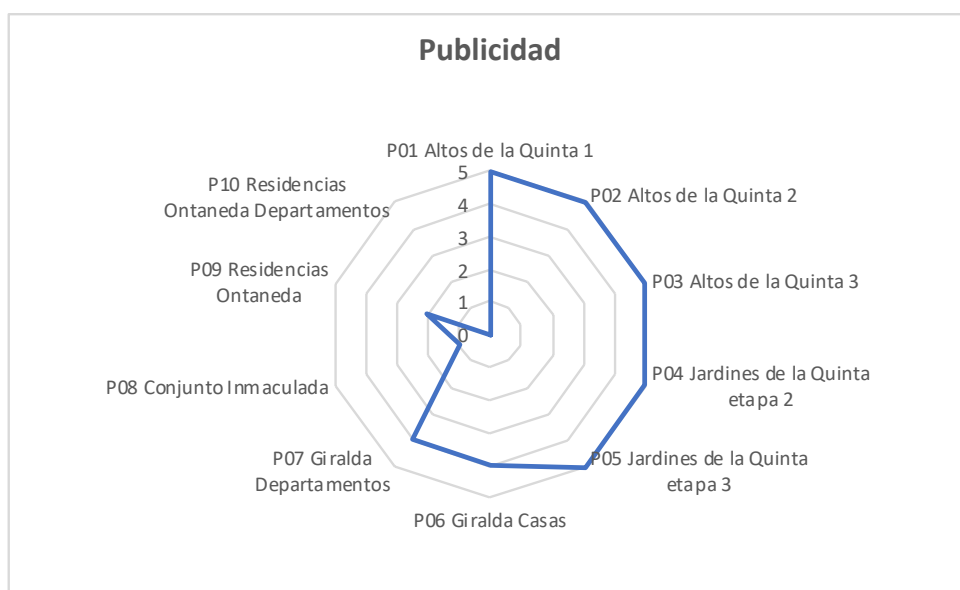 Publicidad
P01 Altos de la Quinta 1
P02 Altos de la Quinta 2
P03 Altos de la Quinta 3
P04 Jardines de la Quinta
etapa 2
P05 Jardines de la Quinta
etapa 3
P06 Giralda Casas
P07 Giralda
Departamentos
P08 Conjunto Inmaculada
P09 Residencias
Ontaneda
P10 Residencias
Ontaneda Departamentos
5
4
3
2
1
0